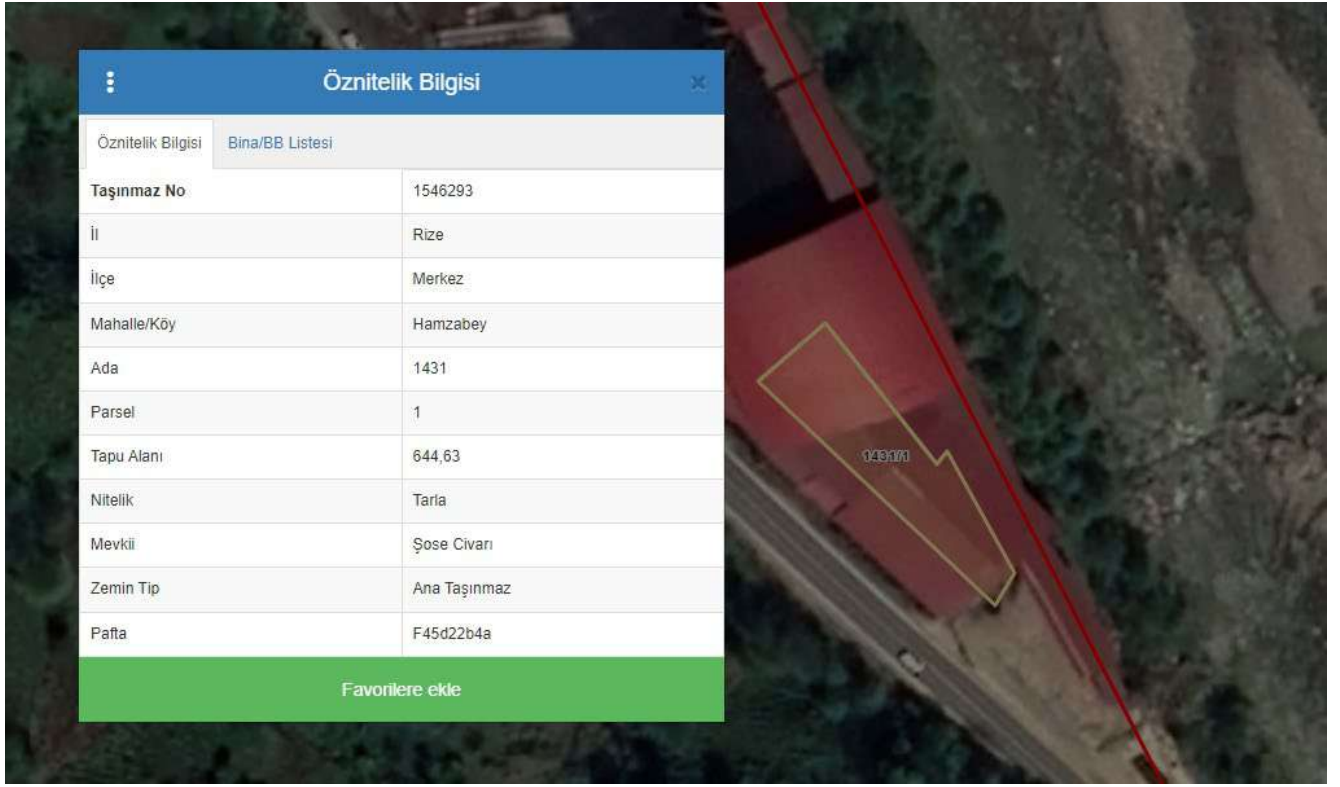 Öznitelik Bilgisi
Öznitelik Bilgisi Bina/BB Listesi
Taşınmaz No 1546293
İl Rize
İlçe Merkez
Mahalle/Köy Hamzabey
Ada 1431
Parsel 1
Tapu Alanı 644,63
Nitelik Tarla
Mevkii Şose Civarı
Zemin Tip Ana Taşınmaz
Pafta F45d22b4a
Favorilere ekle
1431/1